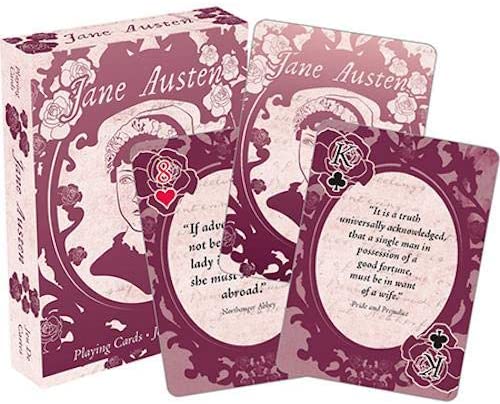 Jane Austen
Playing Cards
Jane Austen
Playing Cards • J
Jane Austen
8
"If adv
not be
lady i
she must
abroad."
-Northanger Abbey
K
"It is a truth
universally acknowledged,
that a single man in
possession of a
good fortune,
must be in want
of a wife."
-Pride and Prejudice
K